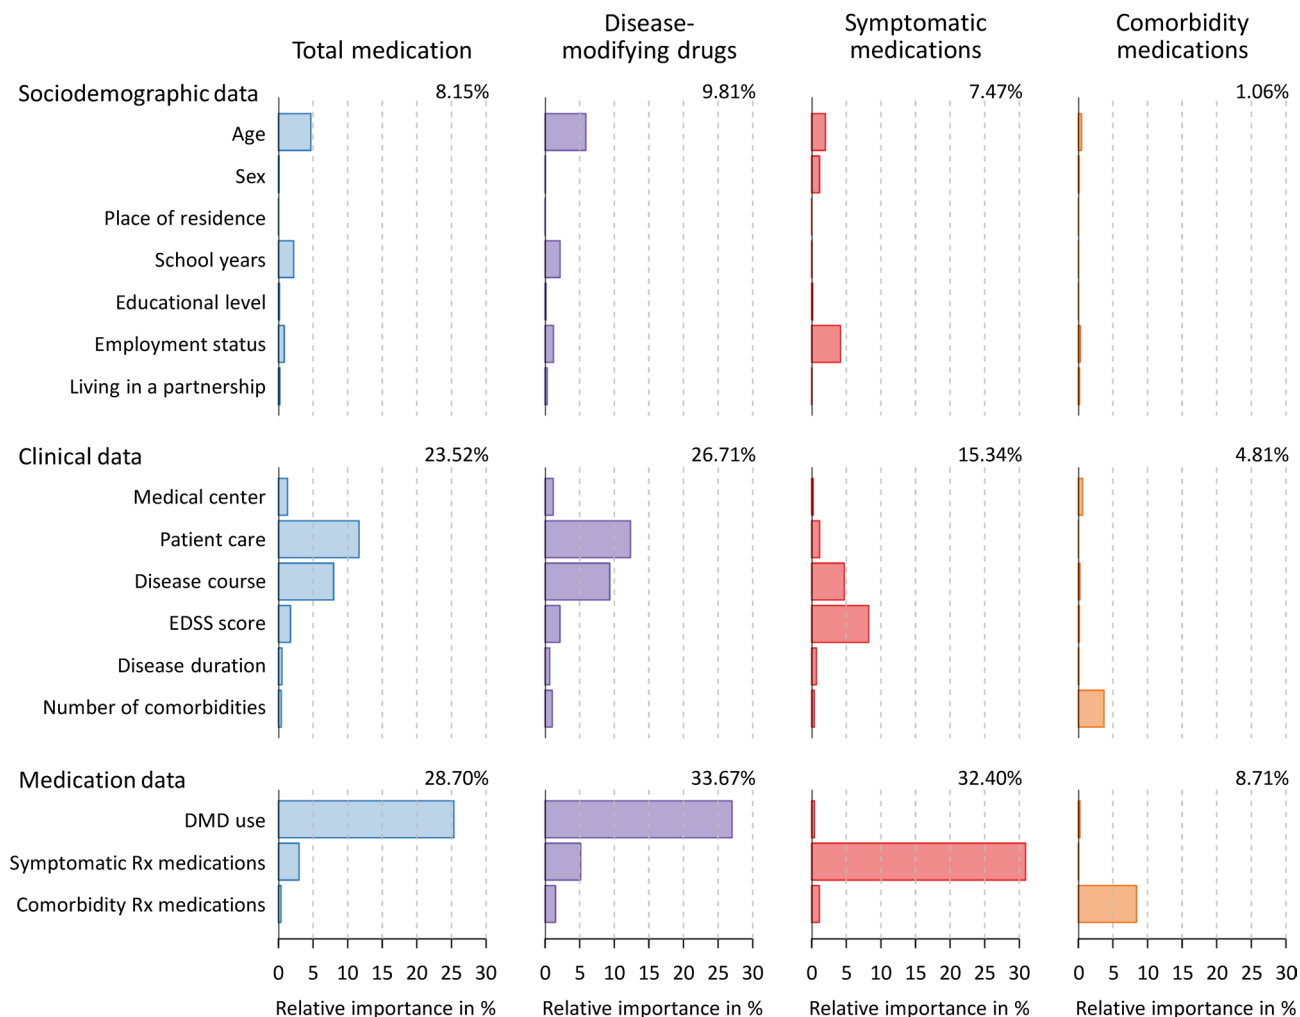 Total medication
Disease-
modifying drugs
Symptomatic
medications
Comorbidity
medications
Sociodemographic data 8.15% 9.81% 7.47% 1.06%
Age
Sex
Place of residence
School years
Educational level
Employment status
Living in a partnership
Clinical data 23.52% 26.71% 15.34% 4.81%
Medical center
Patient care
Disease course
EDSS score
Disease duration
Number of comorbidities
Medication data 28.70% 33.67% 32.40% 8.71%
DMD use
Symptomatic Rx medications
Comorbidity Rx medications
0 5 10 15 20 25 30 0 5 10 15 20 25 30 0 5 10 15 20 25 30 0 5 10 15 20 25 30
Relative importance in % Relative importance in % Relative importance in % Relative importance in %